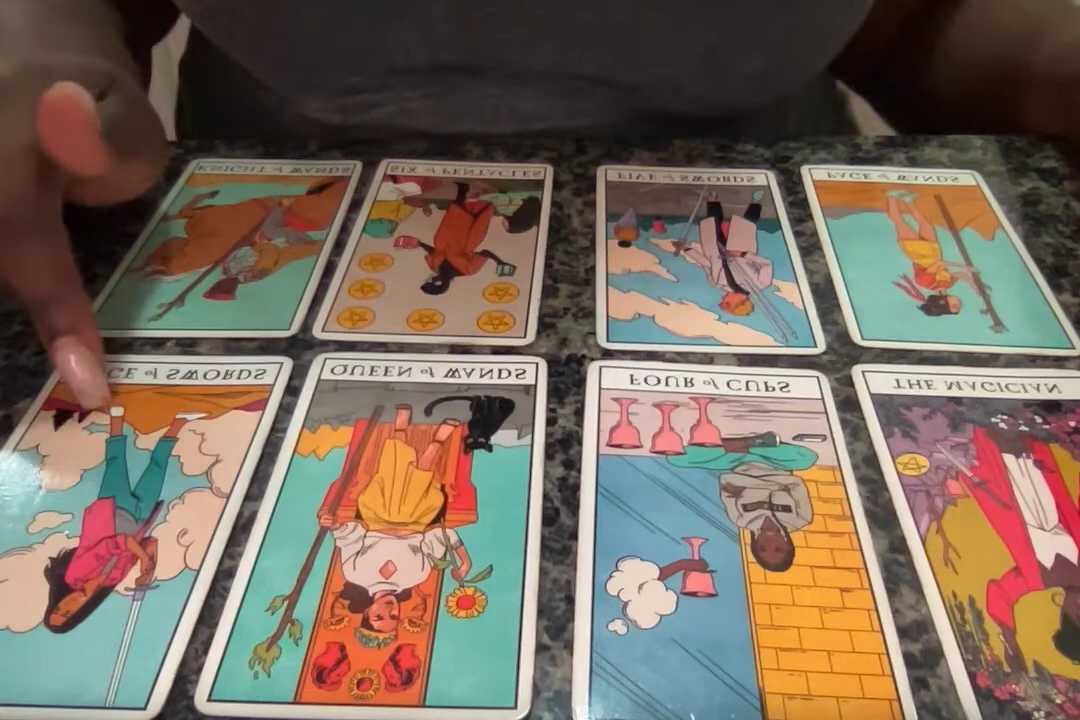 KNIGHT of WANDS
SIX of PENTACLES
FIVE of SWORDS
PAGE of WANDS
CE of SWORDS
QUEEN of WANDS
FOUR of CUPS
THE MAGICIAN